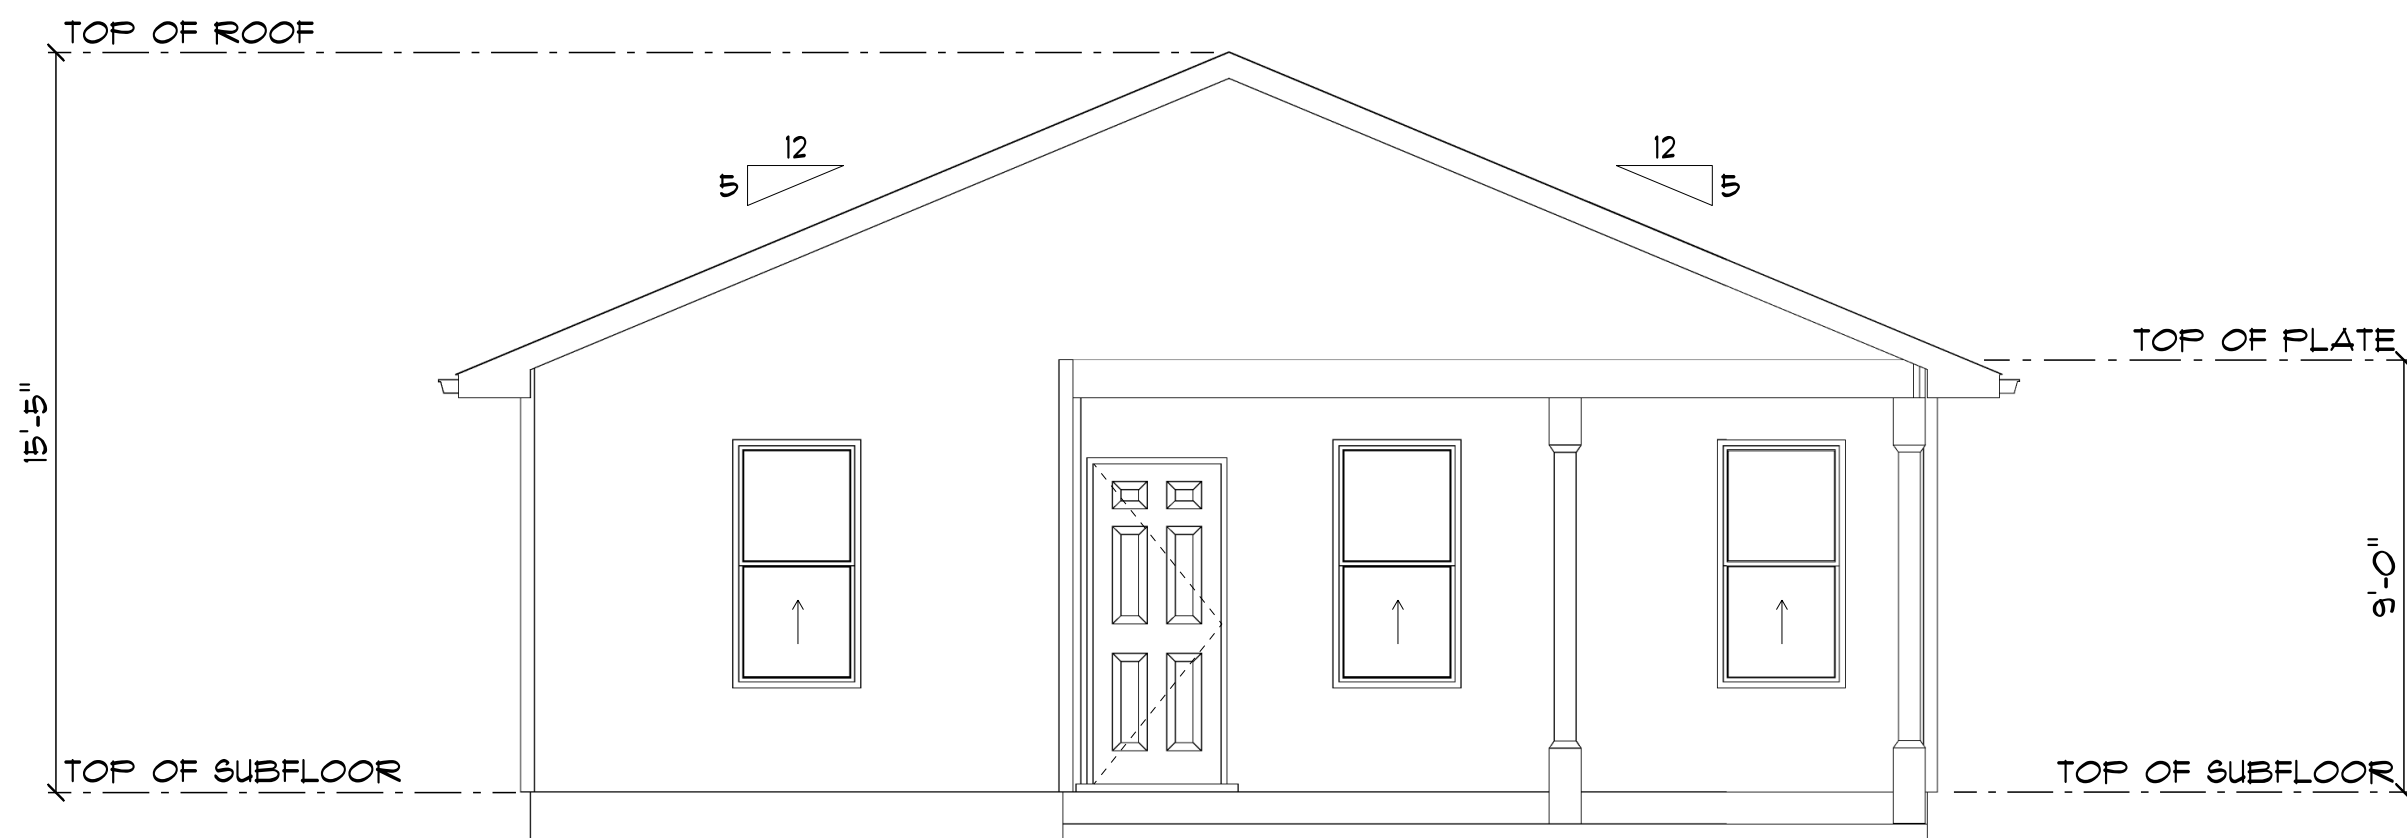 TOP OF ROOF
12
12
5
5
TOP OF PLATE
15'-5"
9'-0"
TOP OF SUBFLOOR
TOP OF SUBFLOOR